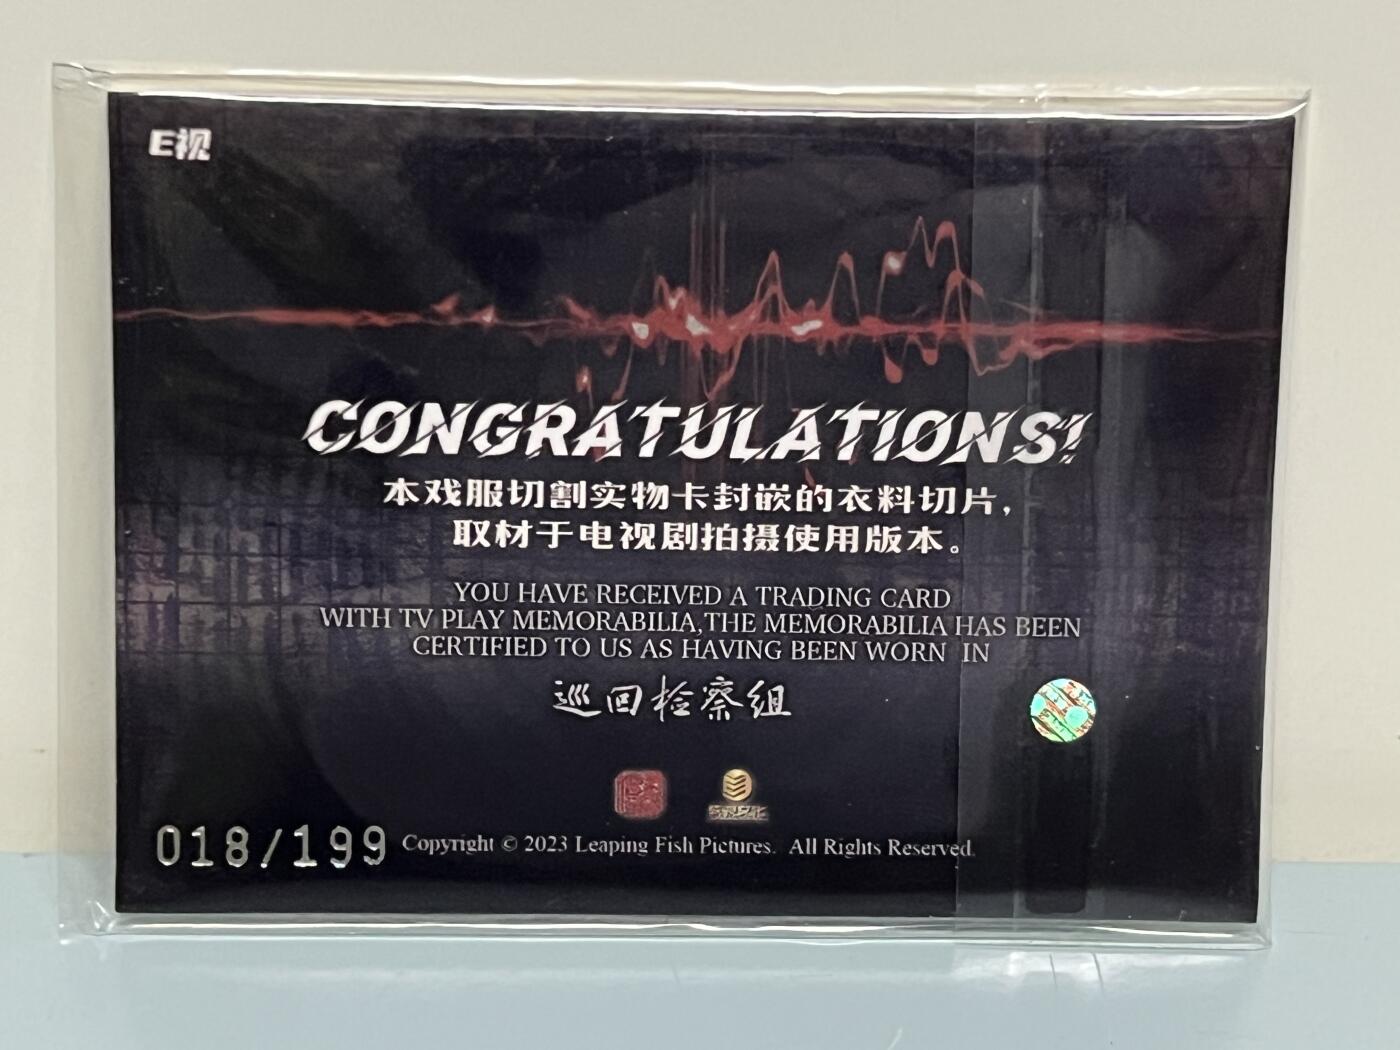 E视
CONGRATULATIONS!
本戏服切割实物卡封嵌的衣料切片，
取材于电视剧拍摄使用版本。
YOU HAVE RECEIVED A TRADING CARD
WITH TV PLAY MEMORABILIA,THE MEMORABILIA HAS BEEN
CERTIFIED TO US AS HAVING BEEN WORN IN
巡回检察组
018/199
Copyright © 2023 Leaping Fish Pictures. All Rights Reserved.